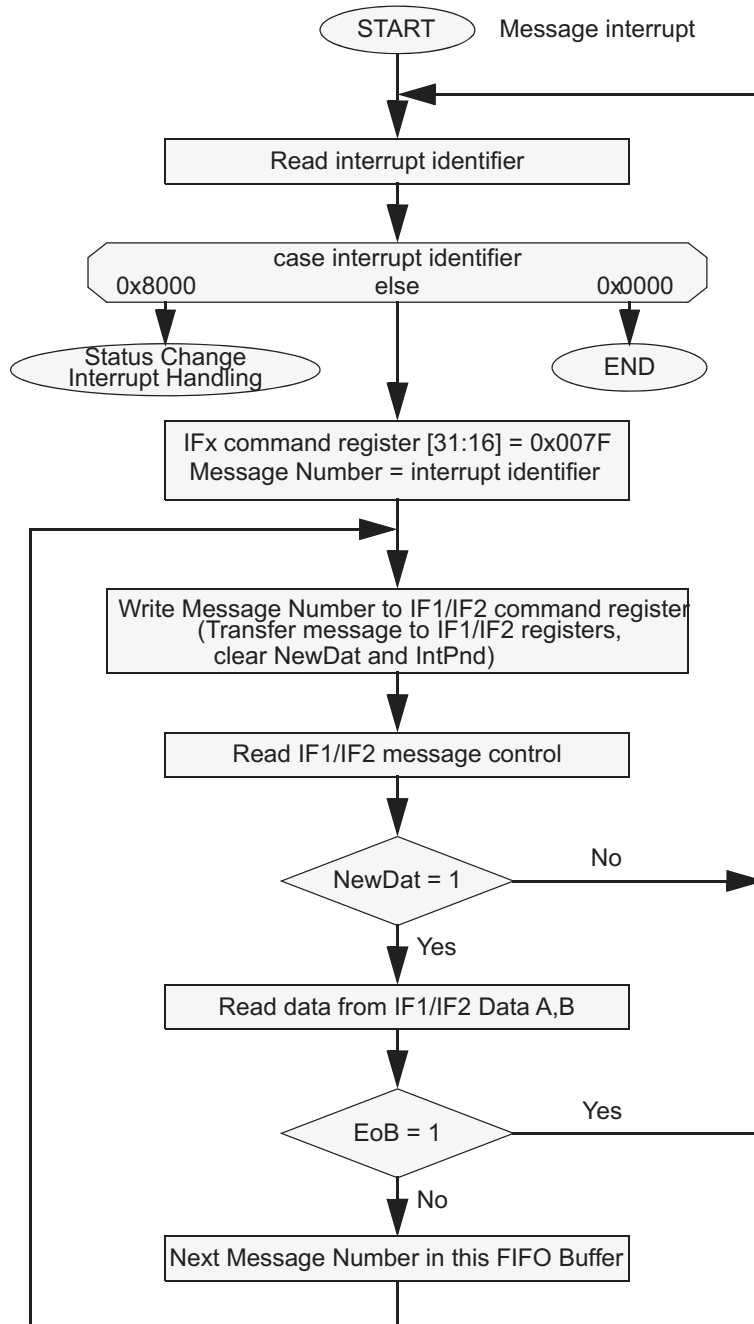 START
Message interrupt
Read interrupt identifier
case interrupt identifier
0x8000 else 0x0000
Status Change
Interrupt Handling
END
IFx command register [31:16] = 0x007F
Message Number = interrupt identifier
Write Message Number to IF1/IF2 command register
(Transfer message to IF1/IF2 registers,
clear NewDat and IntPnd)
Read IF1/IF2 message control
NewDat = 1
No
Yes
Read data from IF1/IF2 Data A,B
EoB = 1
Yes
No
Next Message Number in this FIFO Buffer